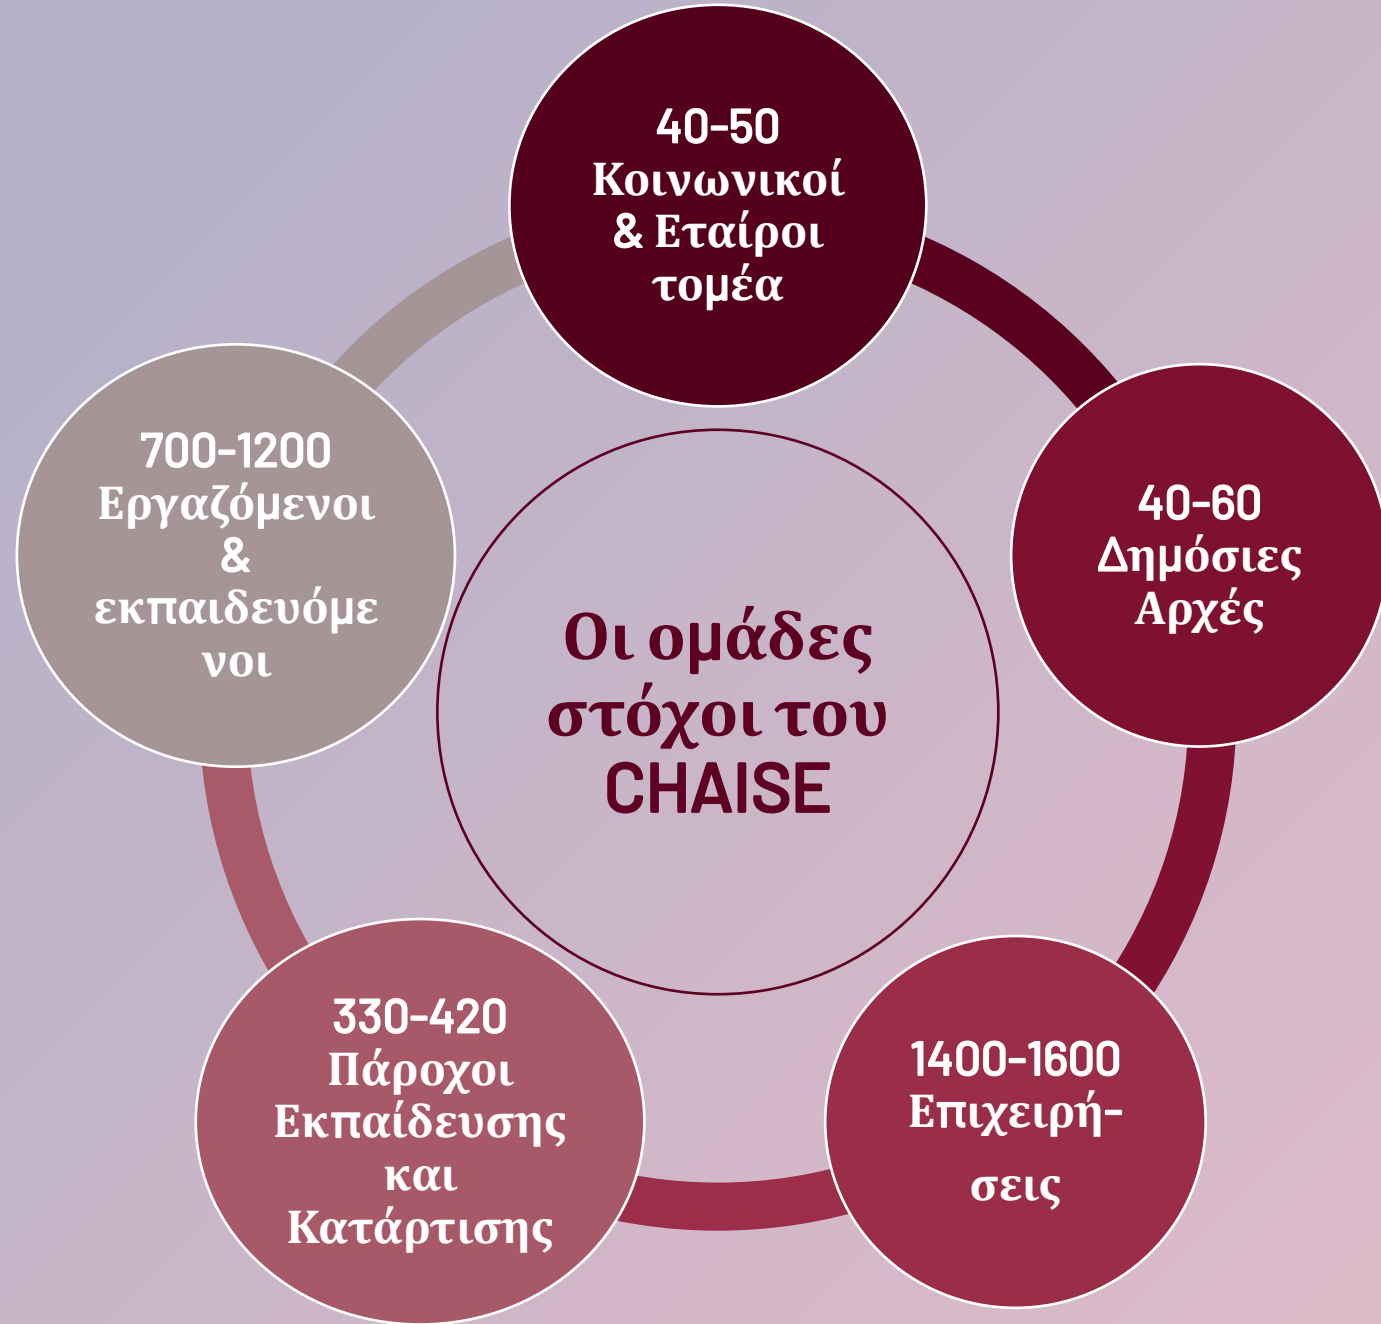 40-50
Κοινωνικοί
& Εταίροι
τομέα
40-60
Δημόσιες
Αρχές
1400-1600
Επιχειρή-
σεις
330-420
Πάροχοι
Εκπαίδευσης
και
Κατάρτισης
700-1200
Εργαζόμενοι
&
εκπαιδευόμε
νοι
Οι ομάδες
στόχοι του
CHAISE